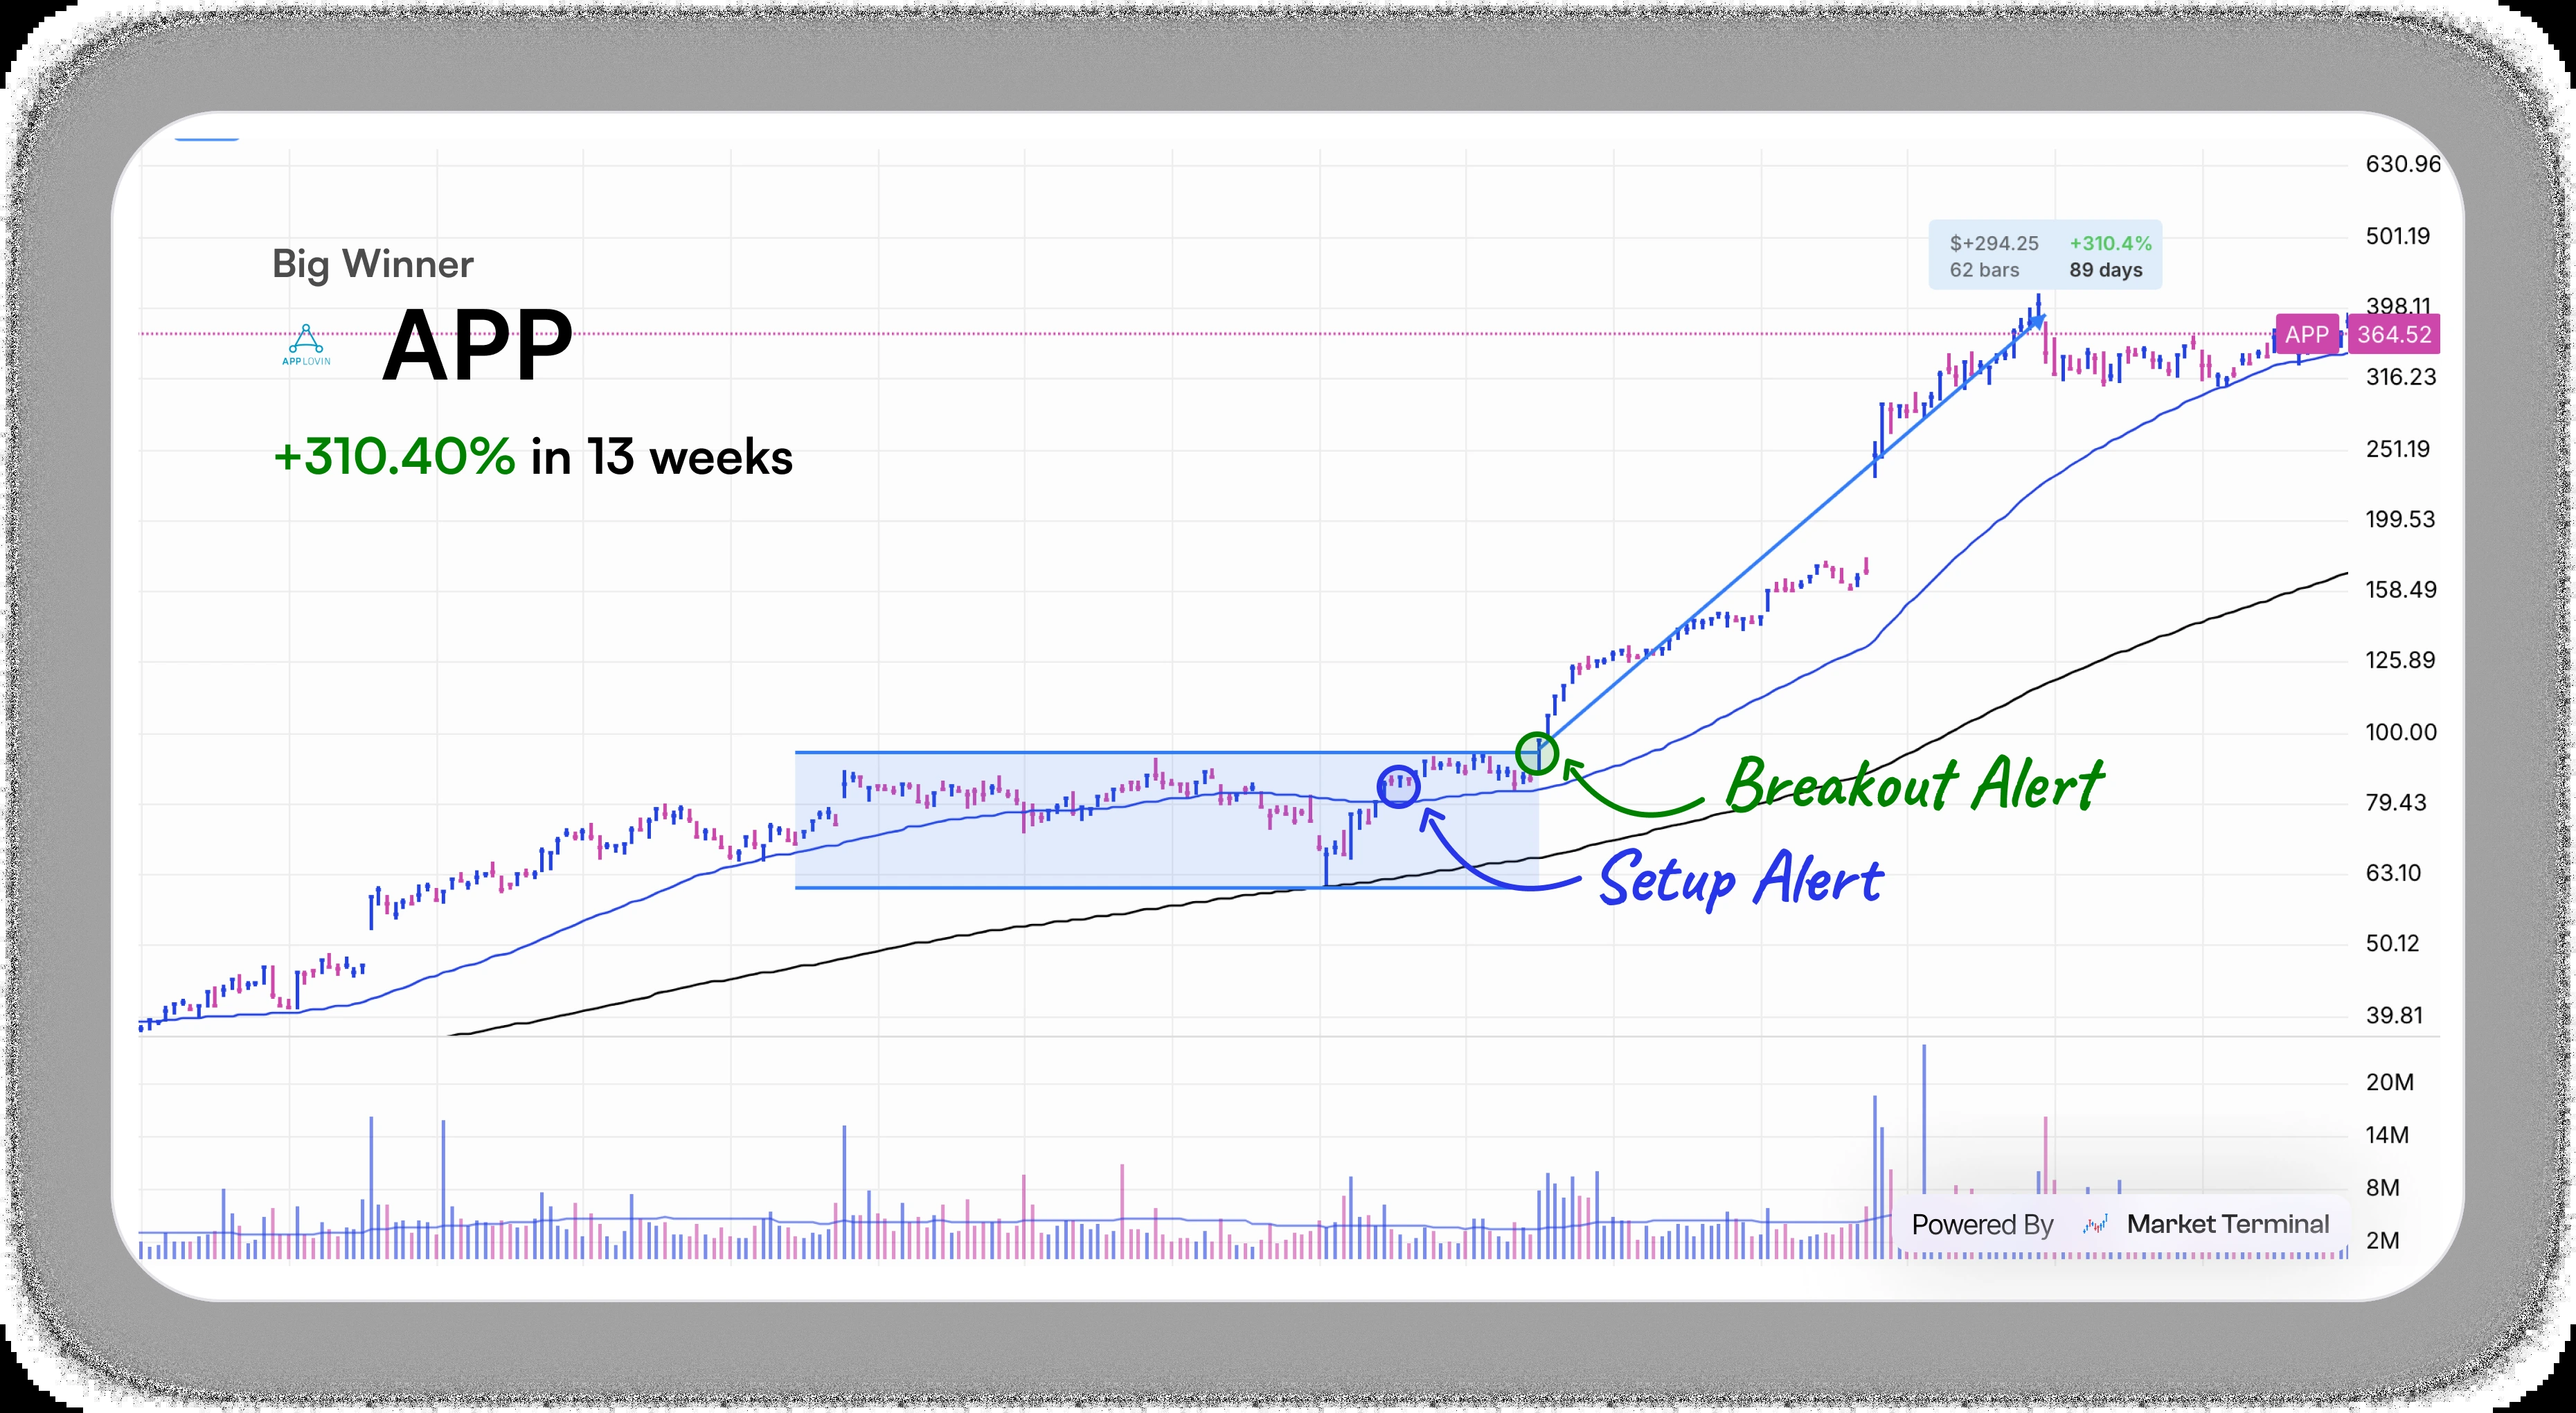 Big Winner
APPLOVIN
APP
+310.40% in 13 weeks
$+294.25 +310.4%
62 bars 89 days
630.96
501.19
398.11
APP 364.52
316.23
251.19
199.53
158.49
125.89
100.00
Breakout Alert
79.43
Setup Alert
63.10
50.12
39.81
20M
14M
8M
Powered By Market Terminal
2M